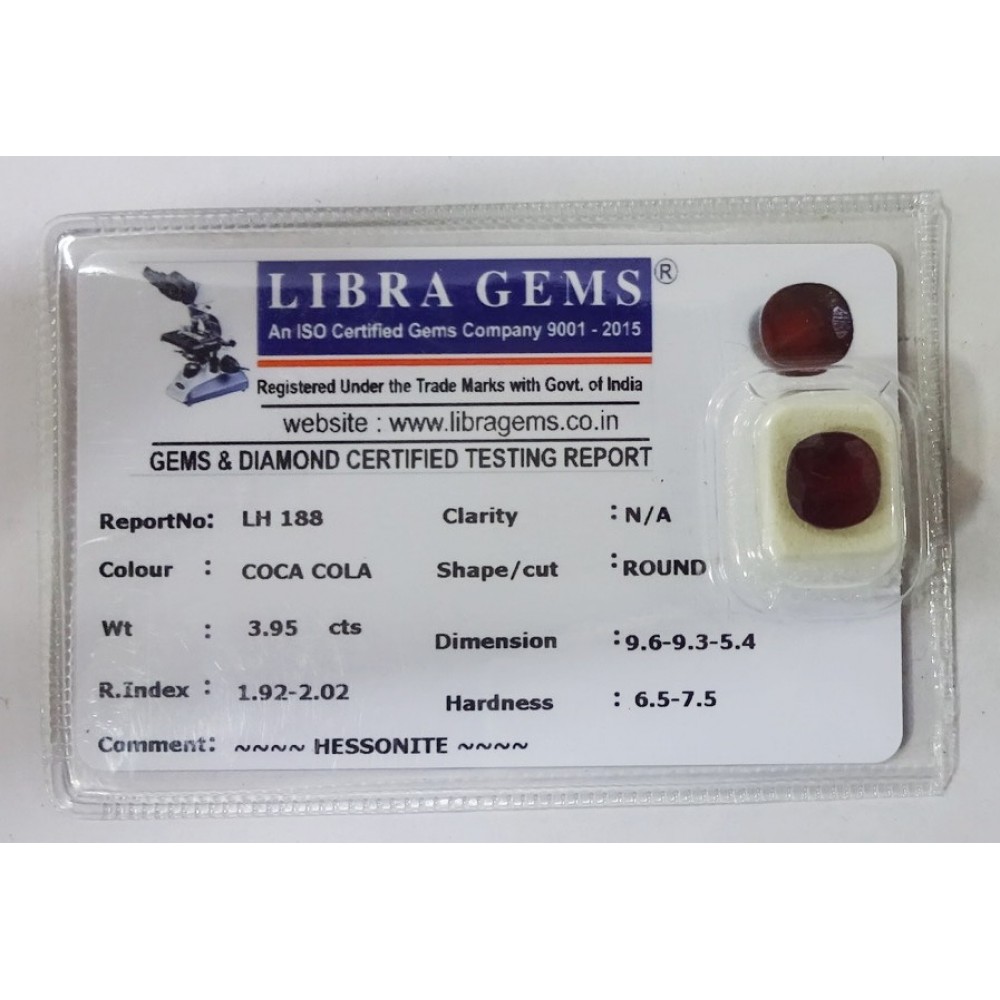 LIBRA GEMS ®
An ISO Certified Gems Company 9001 - 2015
Registered Under the Trade Marks with Govt. of India
website : www.libragems.co.in
GEMS & DIAMOND CERTIFIED TESTING REPORT
ReportNo: LH 188 Clarity : N/A
Colour : COCA COLA Shape/cut : ROUND
Wt : 3.95 cts Dimension : 9.6-9.3-5.4
R.Index : 1.92-2.02 Hardness : 6.5-7.5
Comment: ~~~~ HESSONITE ~~~~